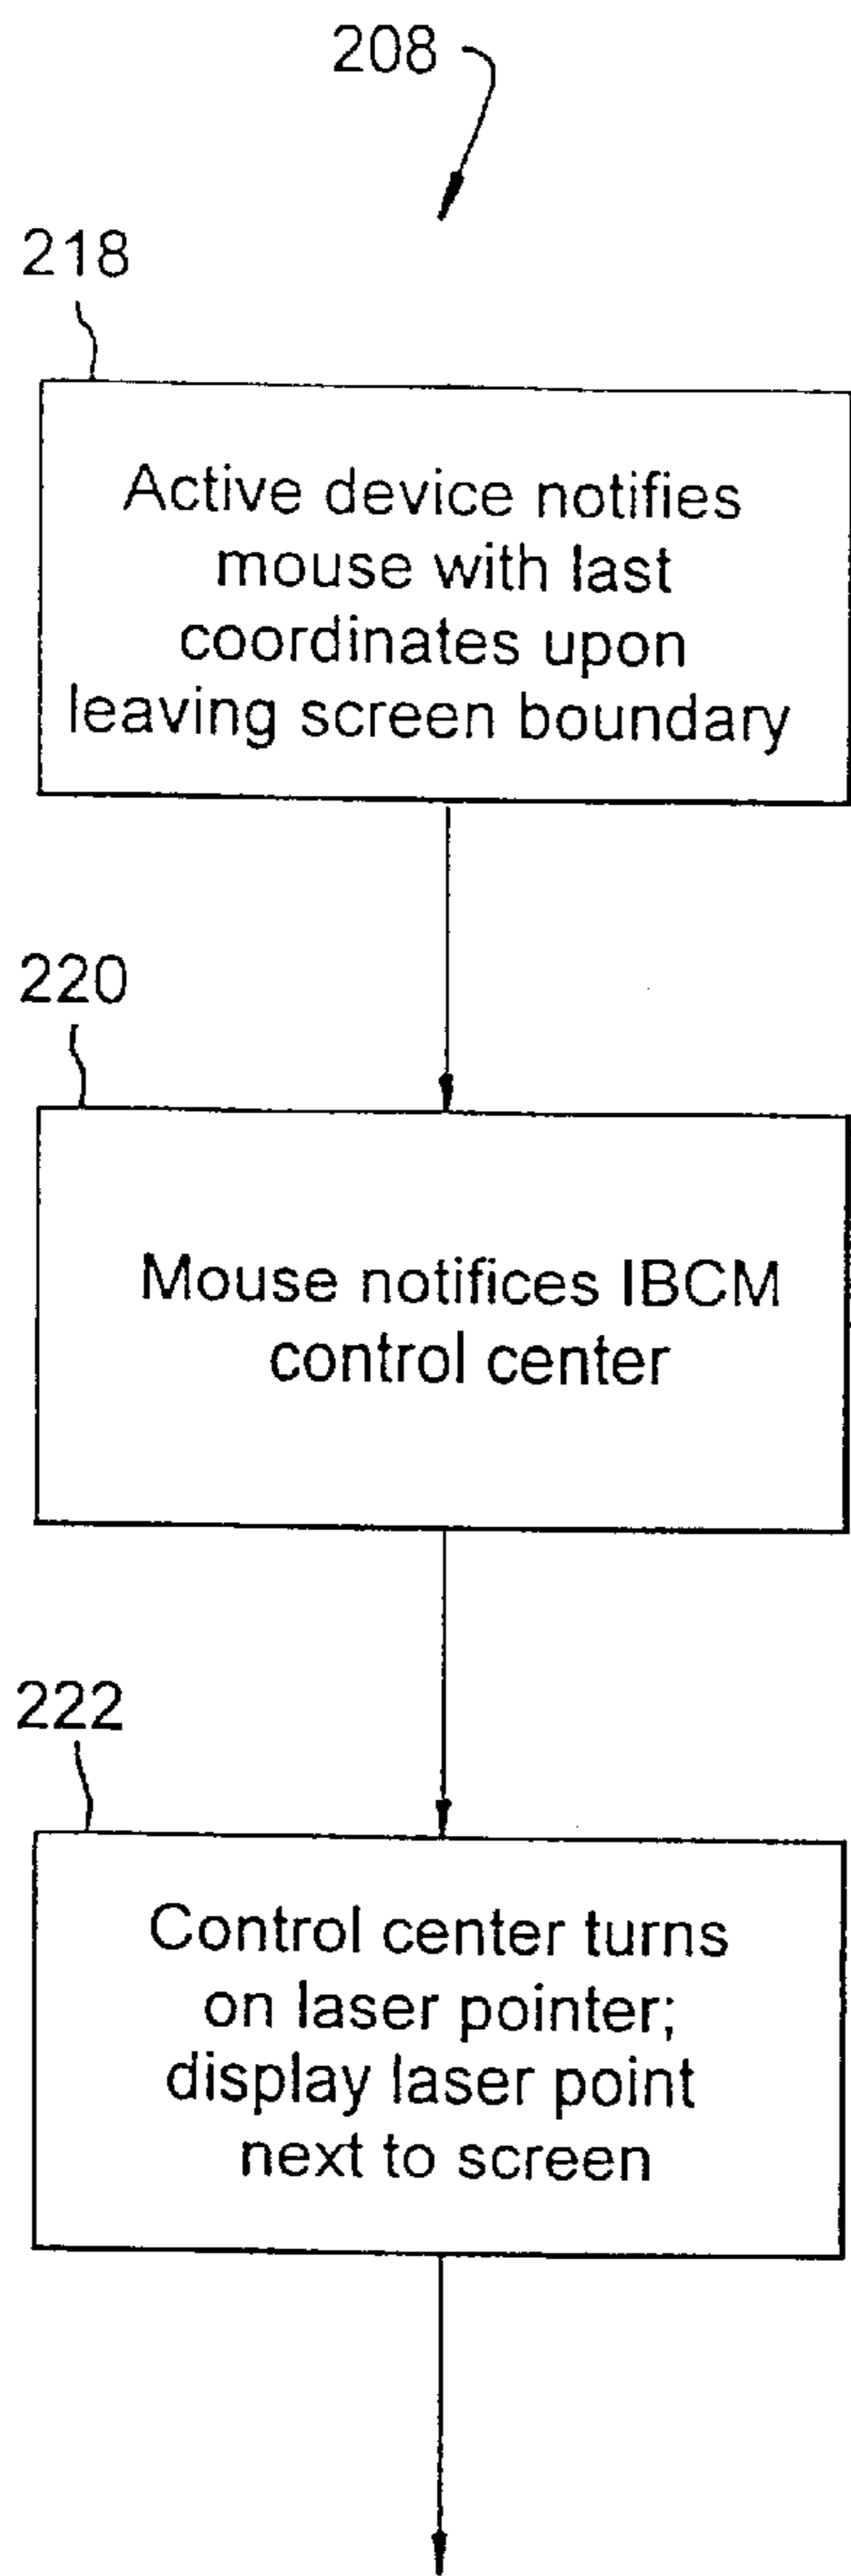 208
218
Active device notifies
mouse with last
coordinates upon
leaving screen boundary
220
Mouse notifices IBCM
control center
222
Control center turns
on laser pointer;
display laser point
next to screen